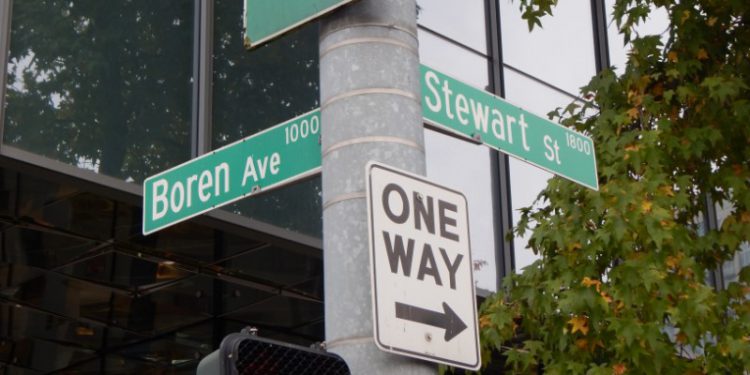 Boren Ave 1000
Stewart St 1800
ONE
WAY